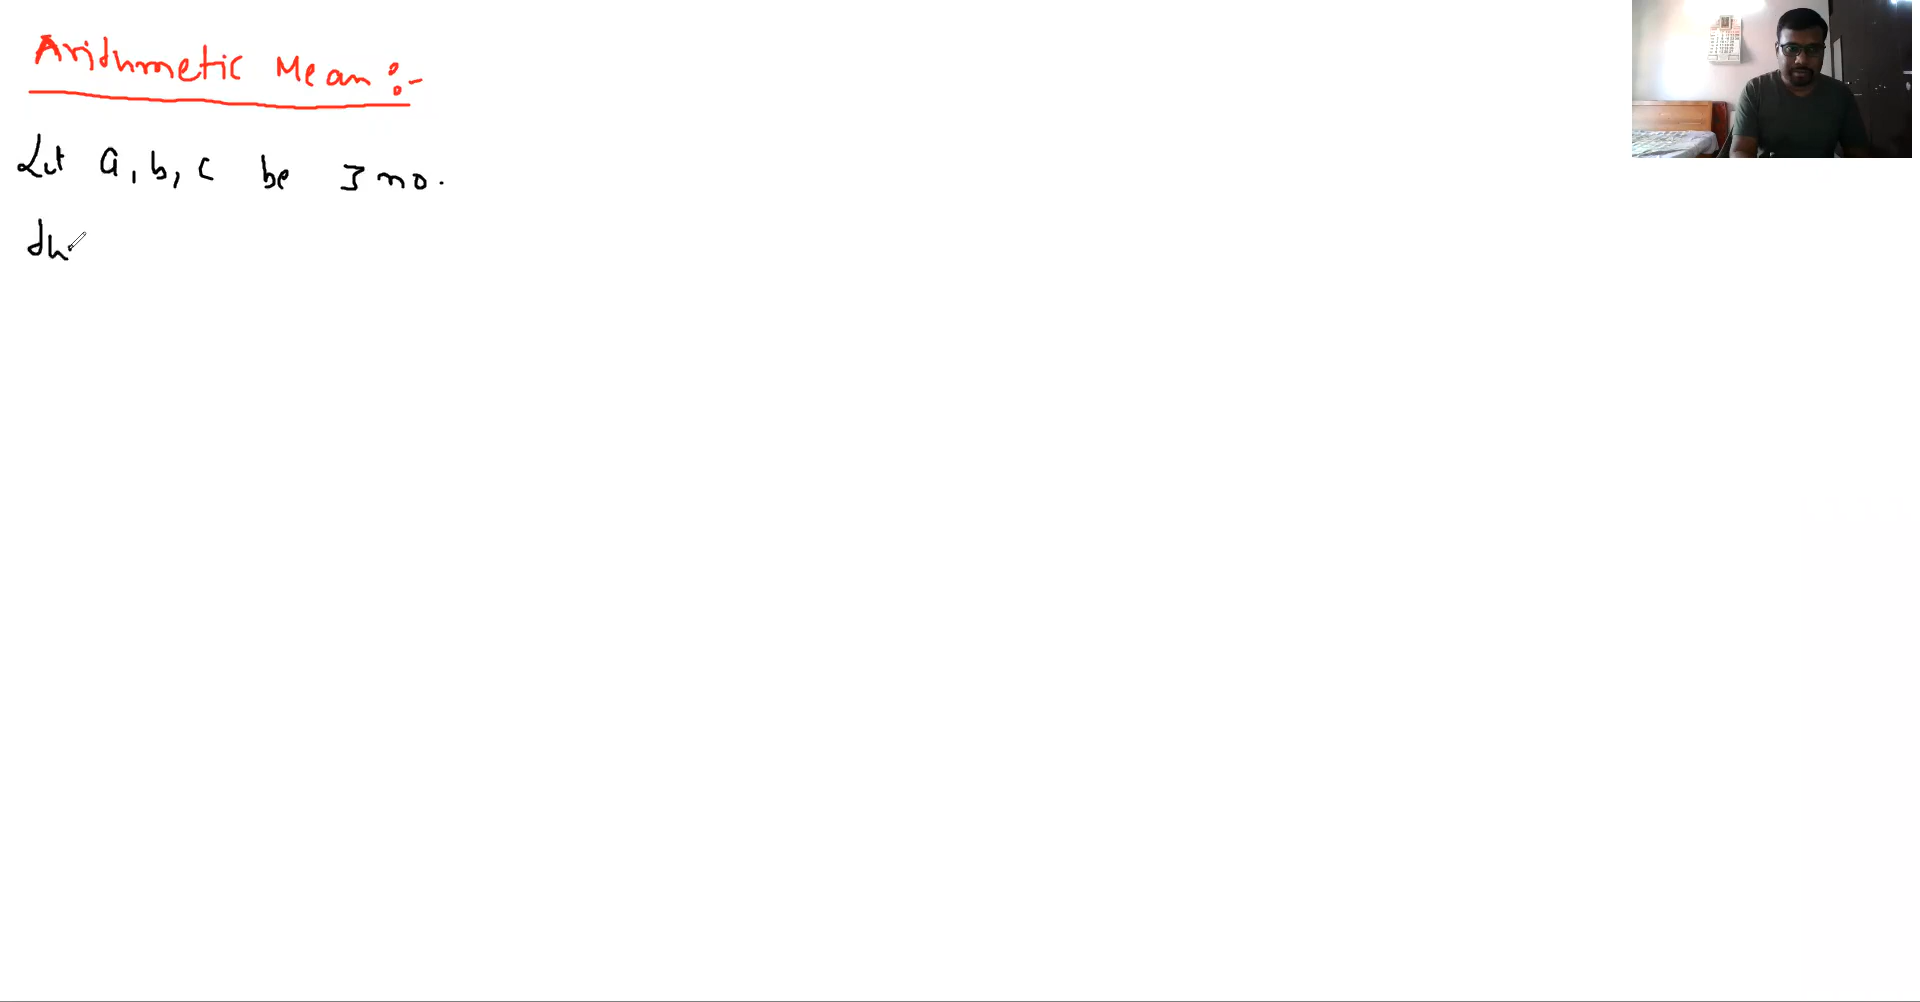 Arithmetic Mean :-
Let a, b, c be 3 no.